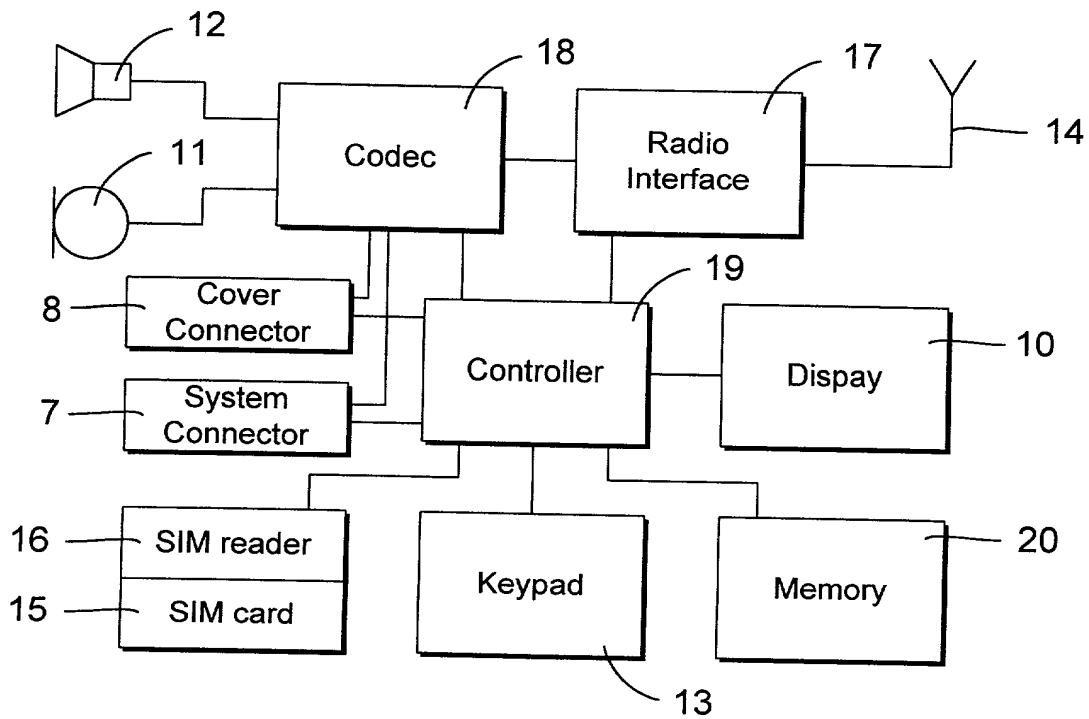 12
18
17
14
11
Codec
Radio
Interface
19
8
Cover
Connector
10
Controller
Dispay
7
System
Connector
16
SIM reader
20
Keypad
Memory
15
SIM card
13